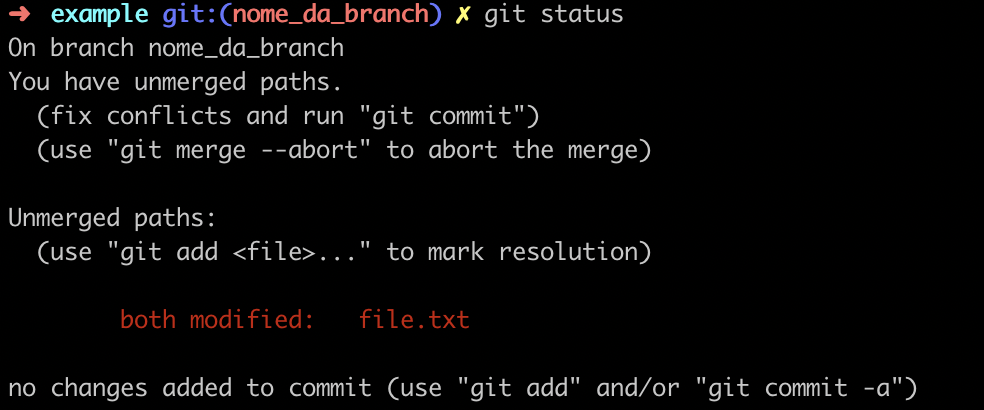 ➜ example git:(nome_da_branch) ✗ git status
On branch nome_da_branch
You have unmerged paths.
  (fix conflicts and run "git commit")
  (use "git merge --abort" to abort the merge)

Unmerged paths:
  (use "git add <file>..." to mark resolution)

        both modified:   file.txt

no changes added to commit (use "git add" and/or "git commit -a")